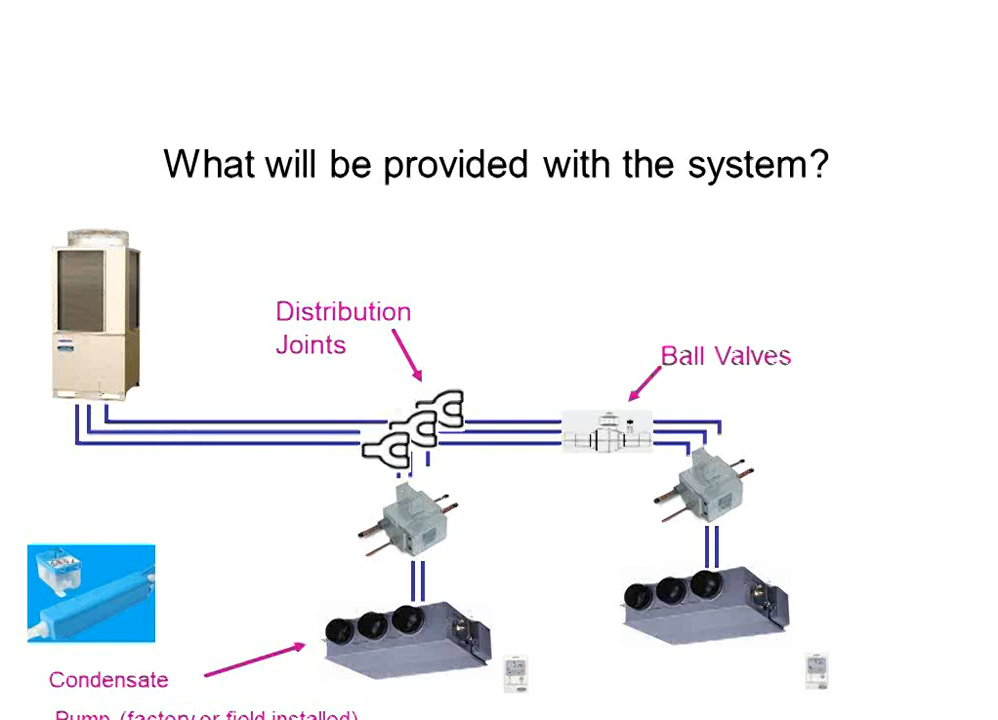 What will be provided with the system?
Distribution
Joints
Ball Valves
Condensate
Pump (factory or field installed)